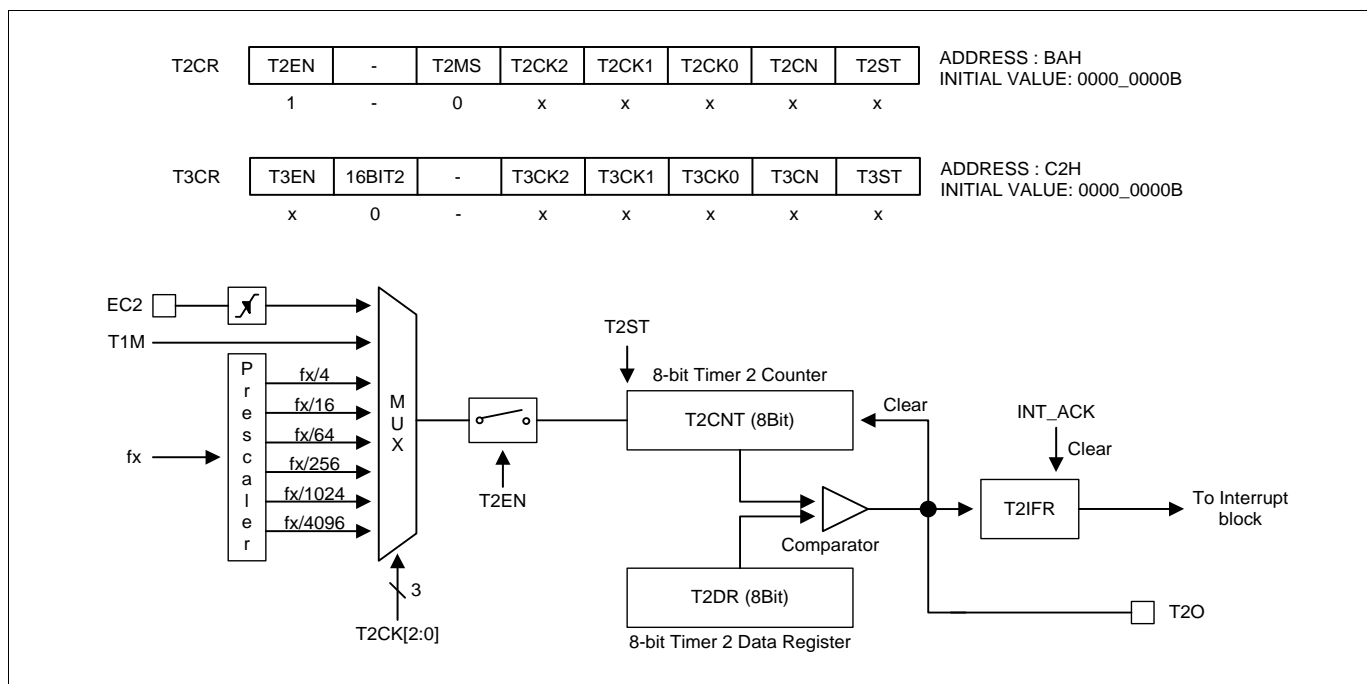 T2CR T2EN - T2MS T2CK2 T2CK1 T2CK0 T2CN T2ST ADDRESS : BAH
INITIAL VALUE: 0000_0000B
1 - 0 x x x x x
T3CR T3EN 16BIT2 - T3CK2 T3CK1 T3CK0 T3CN T3ST ADDRESS : C2H
INITIAL VALUE: 0000_0000B
x 0 - x x x x x
EC2
T1M
fx
Prescaler
fx/4
fx/16
fx/64
fx/256
fx/1024
fx/4096
MUX
3
T2CK[2:0]
T2EN
T2ST
8-bit Timer 2 Counter
T2CNT (8Bit)
Clear
Comparator
T2DR (8Bit)
8-bit Timer 2 Data Register
INT_ACK
Clear
T2IFR
To Interrupt
block
T2O